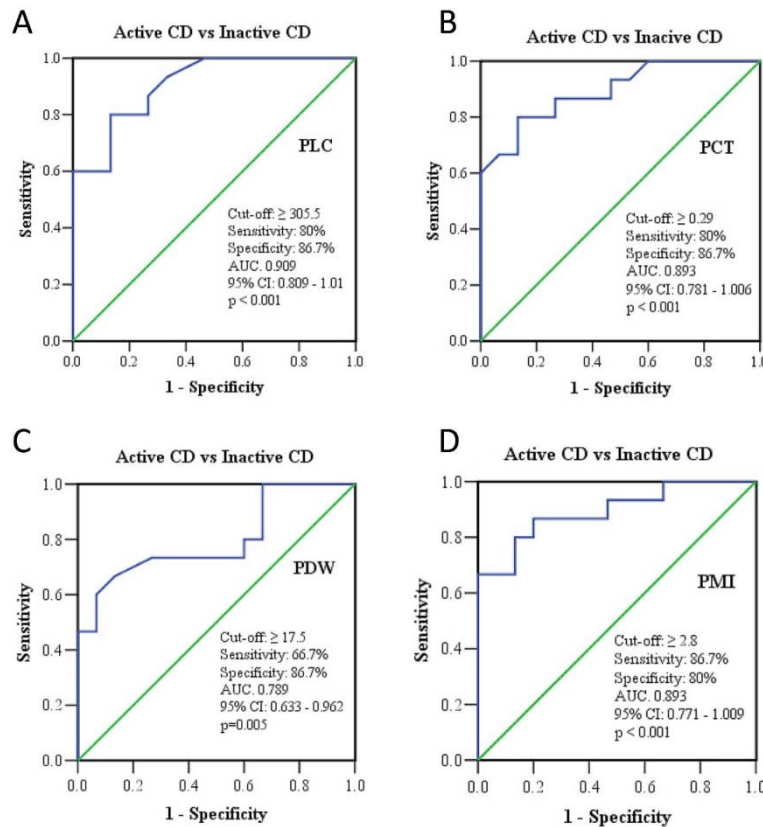 A
Active CD vs Inactive CD
1.0
0.8
0.6
0.4
0.2
0.0
Sensitivity
PLC
Cut-off: ≥ 305.5
Sensitivity: 80%
Specificity: 86.7%
AUC. 0.909
95% CI: 0.809 - 1.01
p < 0.001
0.0 0.2 0.4 0.6 0.8 1.0
1 - Specificity
B
Active CD vs Inacive CD
1.0
0.8
0.6
0.4
0.2
0.0
Sensitivity
PCT
Cut-off: ≥ 0.29
Sensitivity: 80%
Specificity: 86.7%
AUC. 0.893
95% CI: 0.781 - 1.006
p < 0.001
0.0 0.2 0.4 0.6 0.8 1.0
1 - Specificity
C
Active CD vs Inactive CD
1.0
0.8
0.6
0.4
0.2
0.0
Sensitivity
PDW
Cut-off: ≥ 17.5
Sensitivity: 66.7%
Specificity: 86.7%
AUC. 0.789
95% CI: 0.633 - 0.962
p=0.005
0.0 0.2 0.4 0.6 0.8 1.0
1 - Specificity
D
Active CD vs Inactive CD
1.0
0.8
0.6
0.4
0.2
0.0
Sensitivity
PMI
Cut-off: ≥ 2.8
Sensitivity: 86.7%
Specificity: 80%
AUC. 0.893
95% CI: 0.771 - 1.009
p < 0.001
0.0 0.2 0.4 0.6 0.8 1.0
1 - Specificity